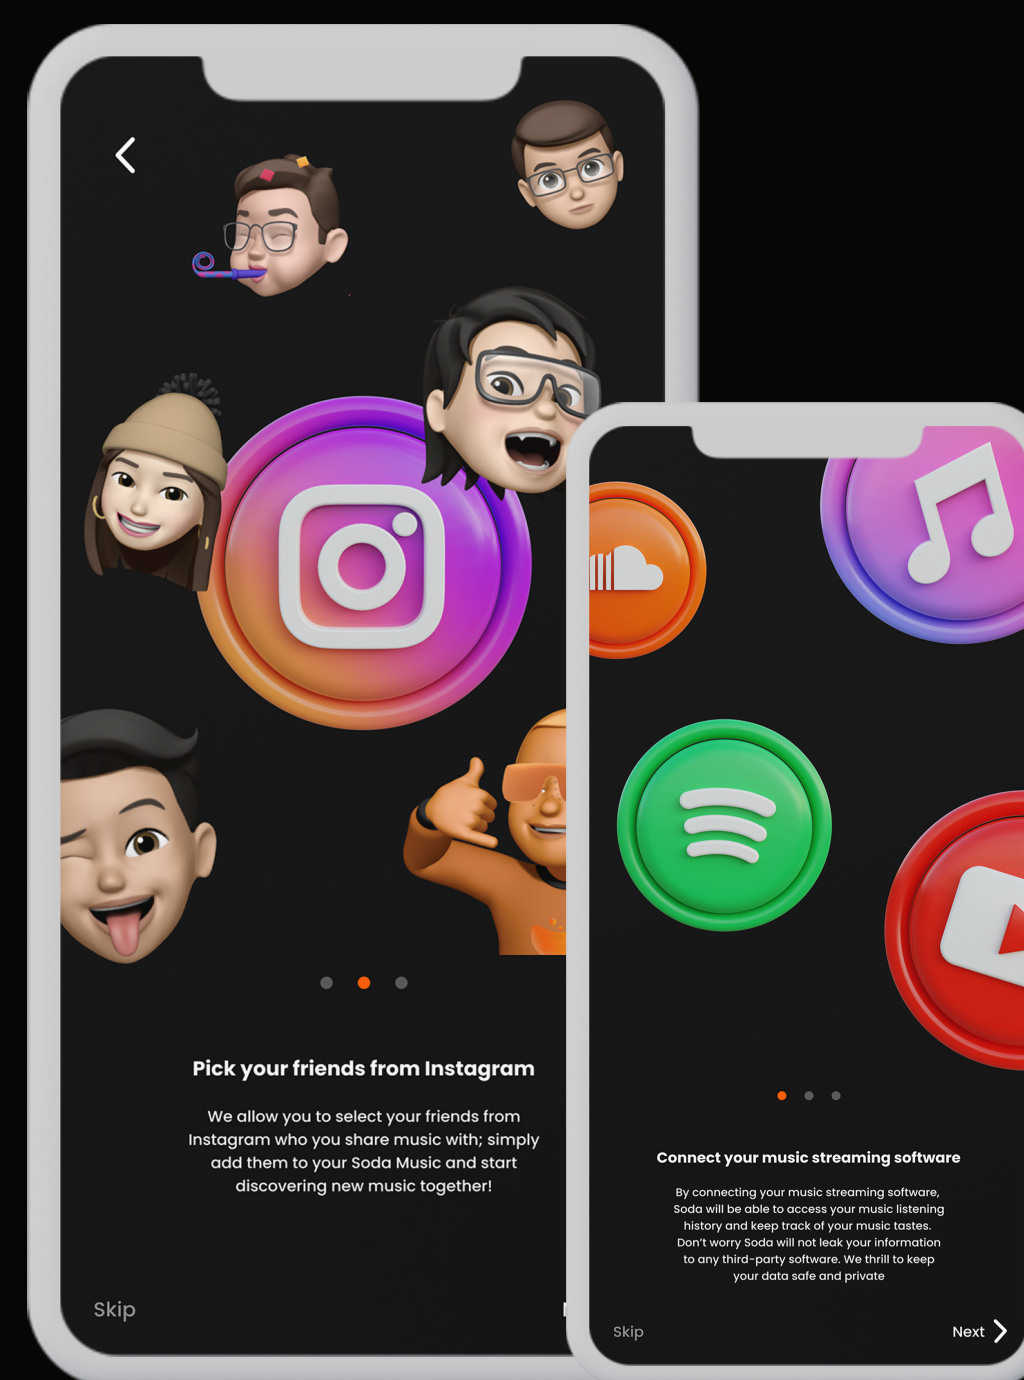 Pick your friends from Instagram
We allow you to select your friends from
Instagram who you share music with; simply
add them to your Soda Music and start
discovering new music together!
Skip
Connect your music streaming software
By connecting your music streaming software,
Soda will be able to access your music listening
history and keep track of your music tastes.
Don’t worry Soda will not leak your information
to any third-party software. We thrill to keep
your data safe and private
Skip
Next